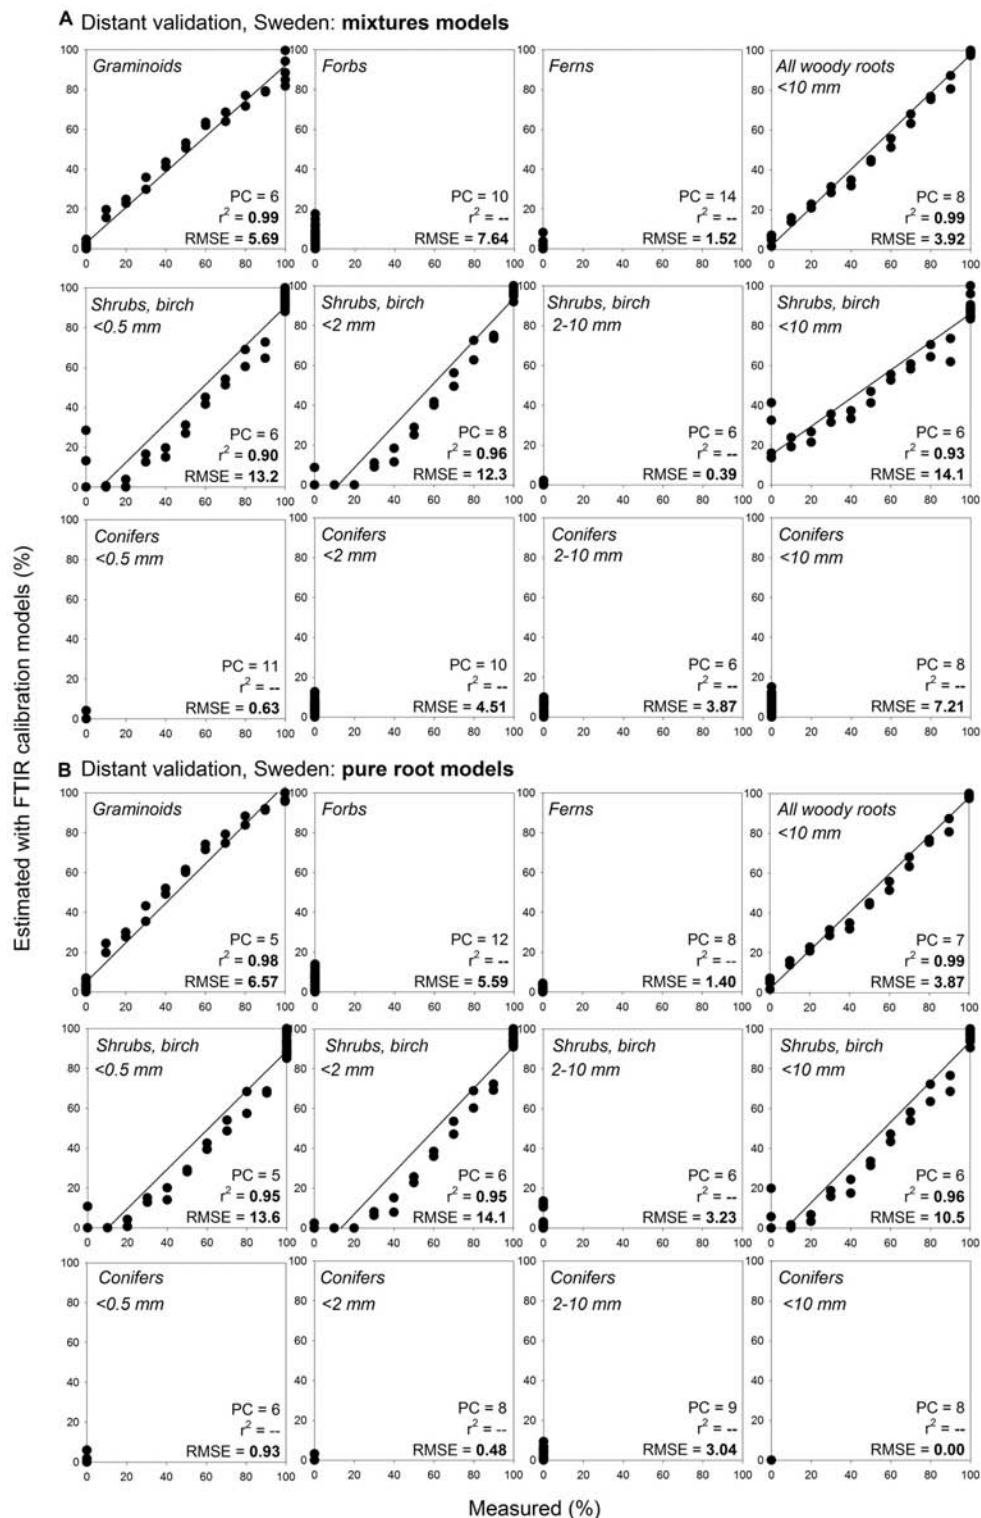 A Distant validation, Sweden: mixtures models
Graminoids
PC = 6
r² = 0.99
RMSE = 5.69
Forbs
PC = 10
r² = --
RMSE = 7.64
Ferns
PC = 14
r² = --
RMSE = 1.52
All woody roots
<10 mm
PC = 8
r² = 0.99
RMSE = 3.92
100
80
60
40
20
0
0 20 40 60 80 100
Shrubs, birch
<0.5 mm
PC = 6
r² = 0.90
RMSE = 13.2
Shrubs, birch
<2 mm
PC = 8
r² = 0.96
RMSE = 12.3
Shrubs, birch
2-10 mm
PC = 6
r² = --
RMSE = 0.39
Shrubs, birch
<10 mm
PC = 6
r² = 0.93
RMSE = 14.1
Conifers
<0.5 mm
PC = 11
r² = --
RMSE = 0.63
Conifers
<2 mm
PC = 10
r² = --
RMSE = 4.51
Conifers
2-10 mm
PC = 6
r² = --
RMSE = 3.87
Conifers
<10 mm
PC = 8
r² = --
RMSE = 7.21
Estimated with FTIR calibration models (%)
B Distant validation, Sweden: pure root models
Graminoids
PC = 5
r² = 0.98
RMSE = 6.57
Forbs
PC = 12
r² = --
RMSE = 5.59
Ferns
PC = 8
r² = --
RMSE = 1.40
All woody roots
<10 mm
PC = 7
r² = 0.99
RMSE = 3.87
Shrubs, birch
<0.5 mm
PC = 5
r² = 0.95
RMSE = 13.6
Shrubs, birch
<2 mm
PC = 6
r² = 0.95
RMSE = 14.1
Shrubs, birch
2-10 mm
PC = 6
r² = --
RMSE = 3.23
Shrubs, birch
<10 mm
PC = 6
r² = 0.96
RMSE = 10.5
Conifers
<0.5 mm
PC = 6
r² = --
RMSE = 0.93
Conifers
<2 mm
PC = 8
r² = --
RMSE = 0.48
Conifers
2-10 mm
PC = 9
r² = --
RMSE = 3.04
Conifers
<10 mm
PC = 8
r² = --
RMSE = 0.00
Measured (%)